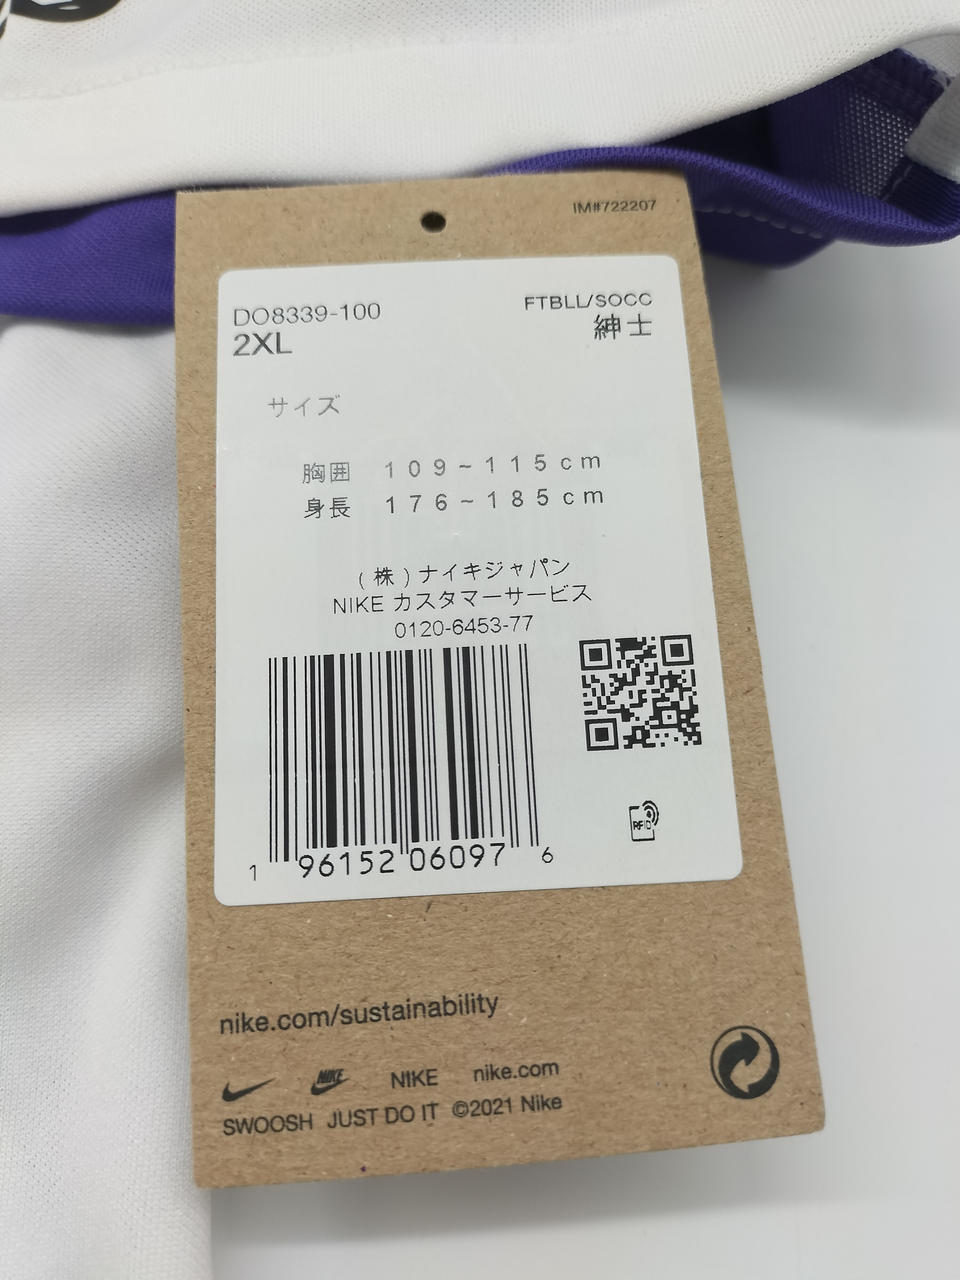 IM#722207
DO8339-100
FTBLL/SOCC
2XL
紳士
サイズ
胸囲 109~115cm
身長 176~185cm
(株)ナイキジャパン
NIKE カスタマーサービス
0120-6453-77
1 96152 06097 6
RFID
nike.com/sustainability
NIKE NIKE nike.com
SWOOSH JUST DO IT ©2021 Nike